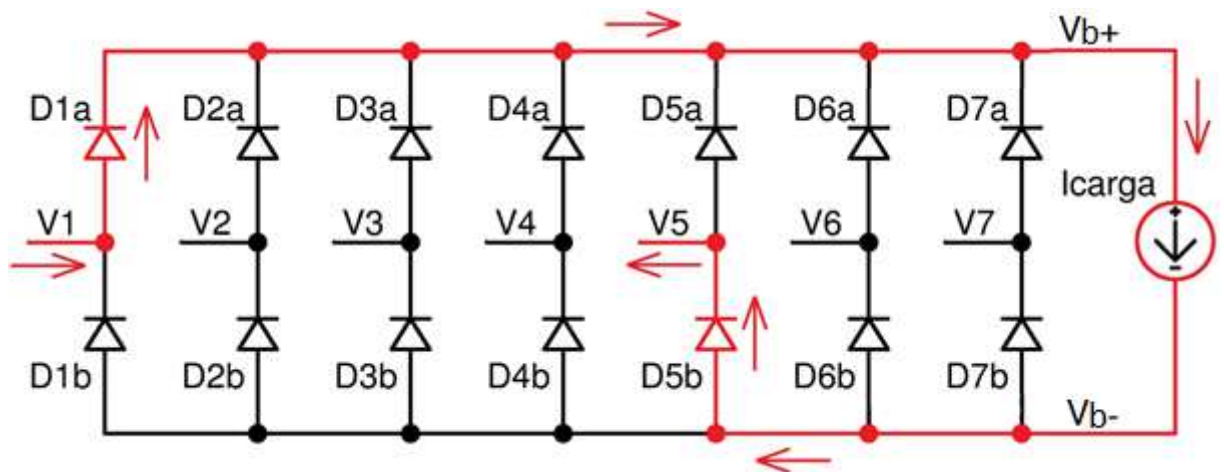 Vb+
D1a D2a D3a D4a D5a D6a D7a
Icarga
V1 V2 V3 V4 V5 V6 V7
+
-
D1b D2b D3b D4b D5b D6b D7b
Vb-